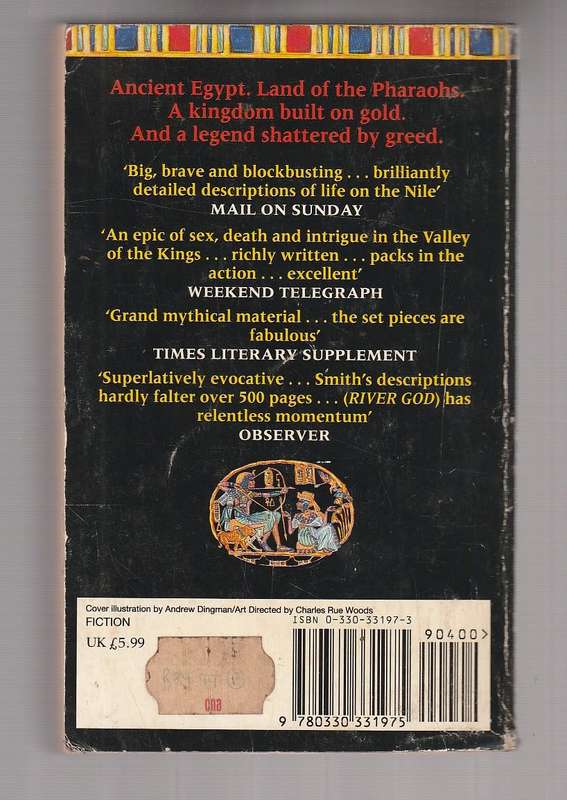 Ancient Egypt. Land of the Pharaohs.
A kingdom built on gold.
And a legend shattered by greed.
‘Big, brave and blockbusting . . . brilliantly
detailed descriptions of life on the Nile’
MAIL ON SUNDAY
‘An epic of sex, death and intrigue in the Valley
of the Kings . . . richly written . . . packs in the
action . . . excellent’
WEEKEND TELEGRAPH
‘Grand mythical material . . . the set pieces are
fabulous’
TIMES LITERARY SUPPLEMENT
‘Superlatively evocative . . . Smith’s descriptions
hardly falter over 500 pages . . . (RIVER GOD) has
relentless momentum’
OBSERVER
Cover illustration by Andrew Dingman/Art Directed by Charles Rue Woods
FICTION
UK £5.99
cna
ISBN 0-330-33197-3
90400>
9 780330 331975